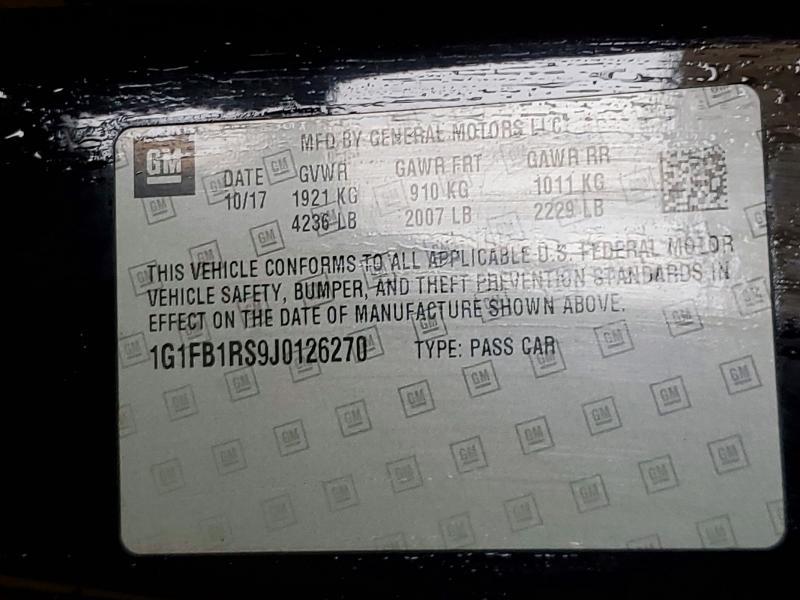 GM
MFD BY GENERAL MOTORS LLC
DATE GVWR GAWR FRT GAWR RR
10/17 1921 KG 910 KG 1011 KG
4236 LB 2007 LB 2229 LB
THIS VEHICLE CONFORMS TO ALL APPLICABLE U.S. FEDERAL MOTOR
VEHICLE SAFETY, BUMPER, AND THEFT PREVENTION STANDARDS IN
EFFECT ON THE DATE OF MANUFACTURE SHOWN ABOVE.
1G1FB1RS9J0126270 TYPE: PASS CAR